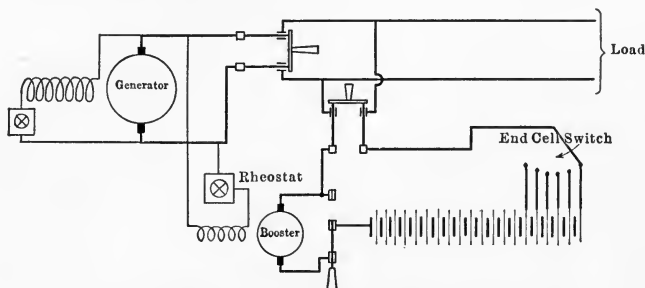 Generator
Load
End Cell Switch
Rheostat
Booster